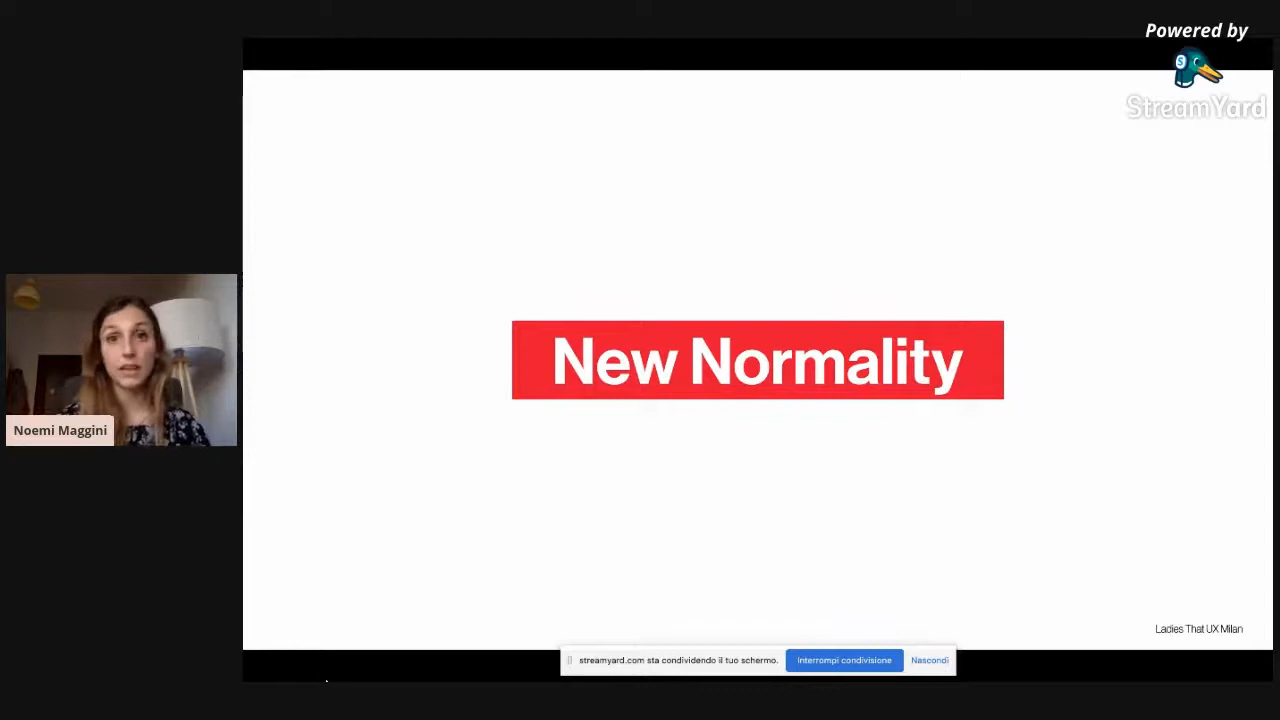 Powered by
StreamYard
New Normality
Noemi Maggini
Ladies That UX Milan
streamyard.com sta condividendo il tuo schermo. Interrompi condivisione Nascondi